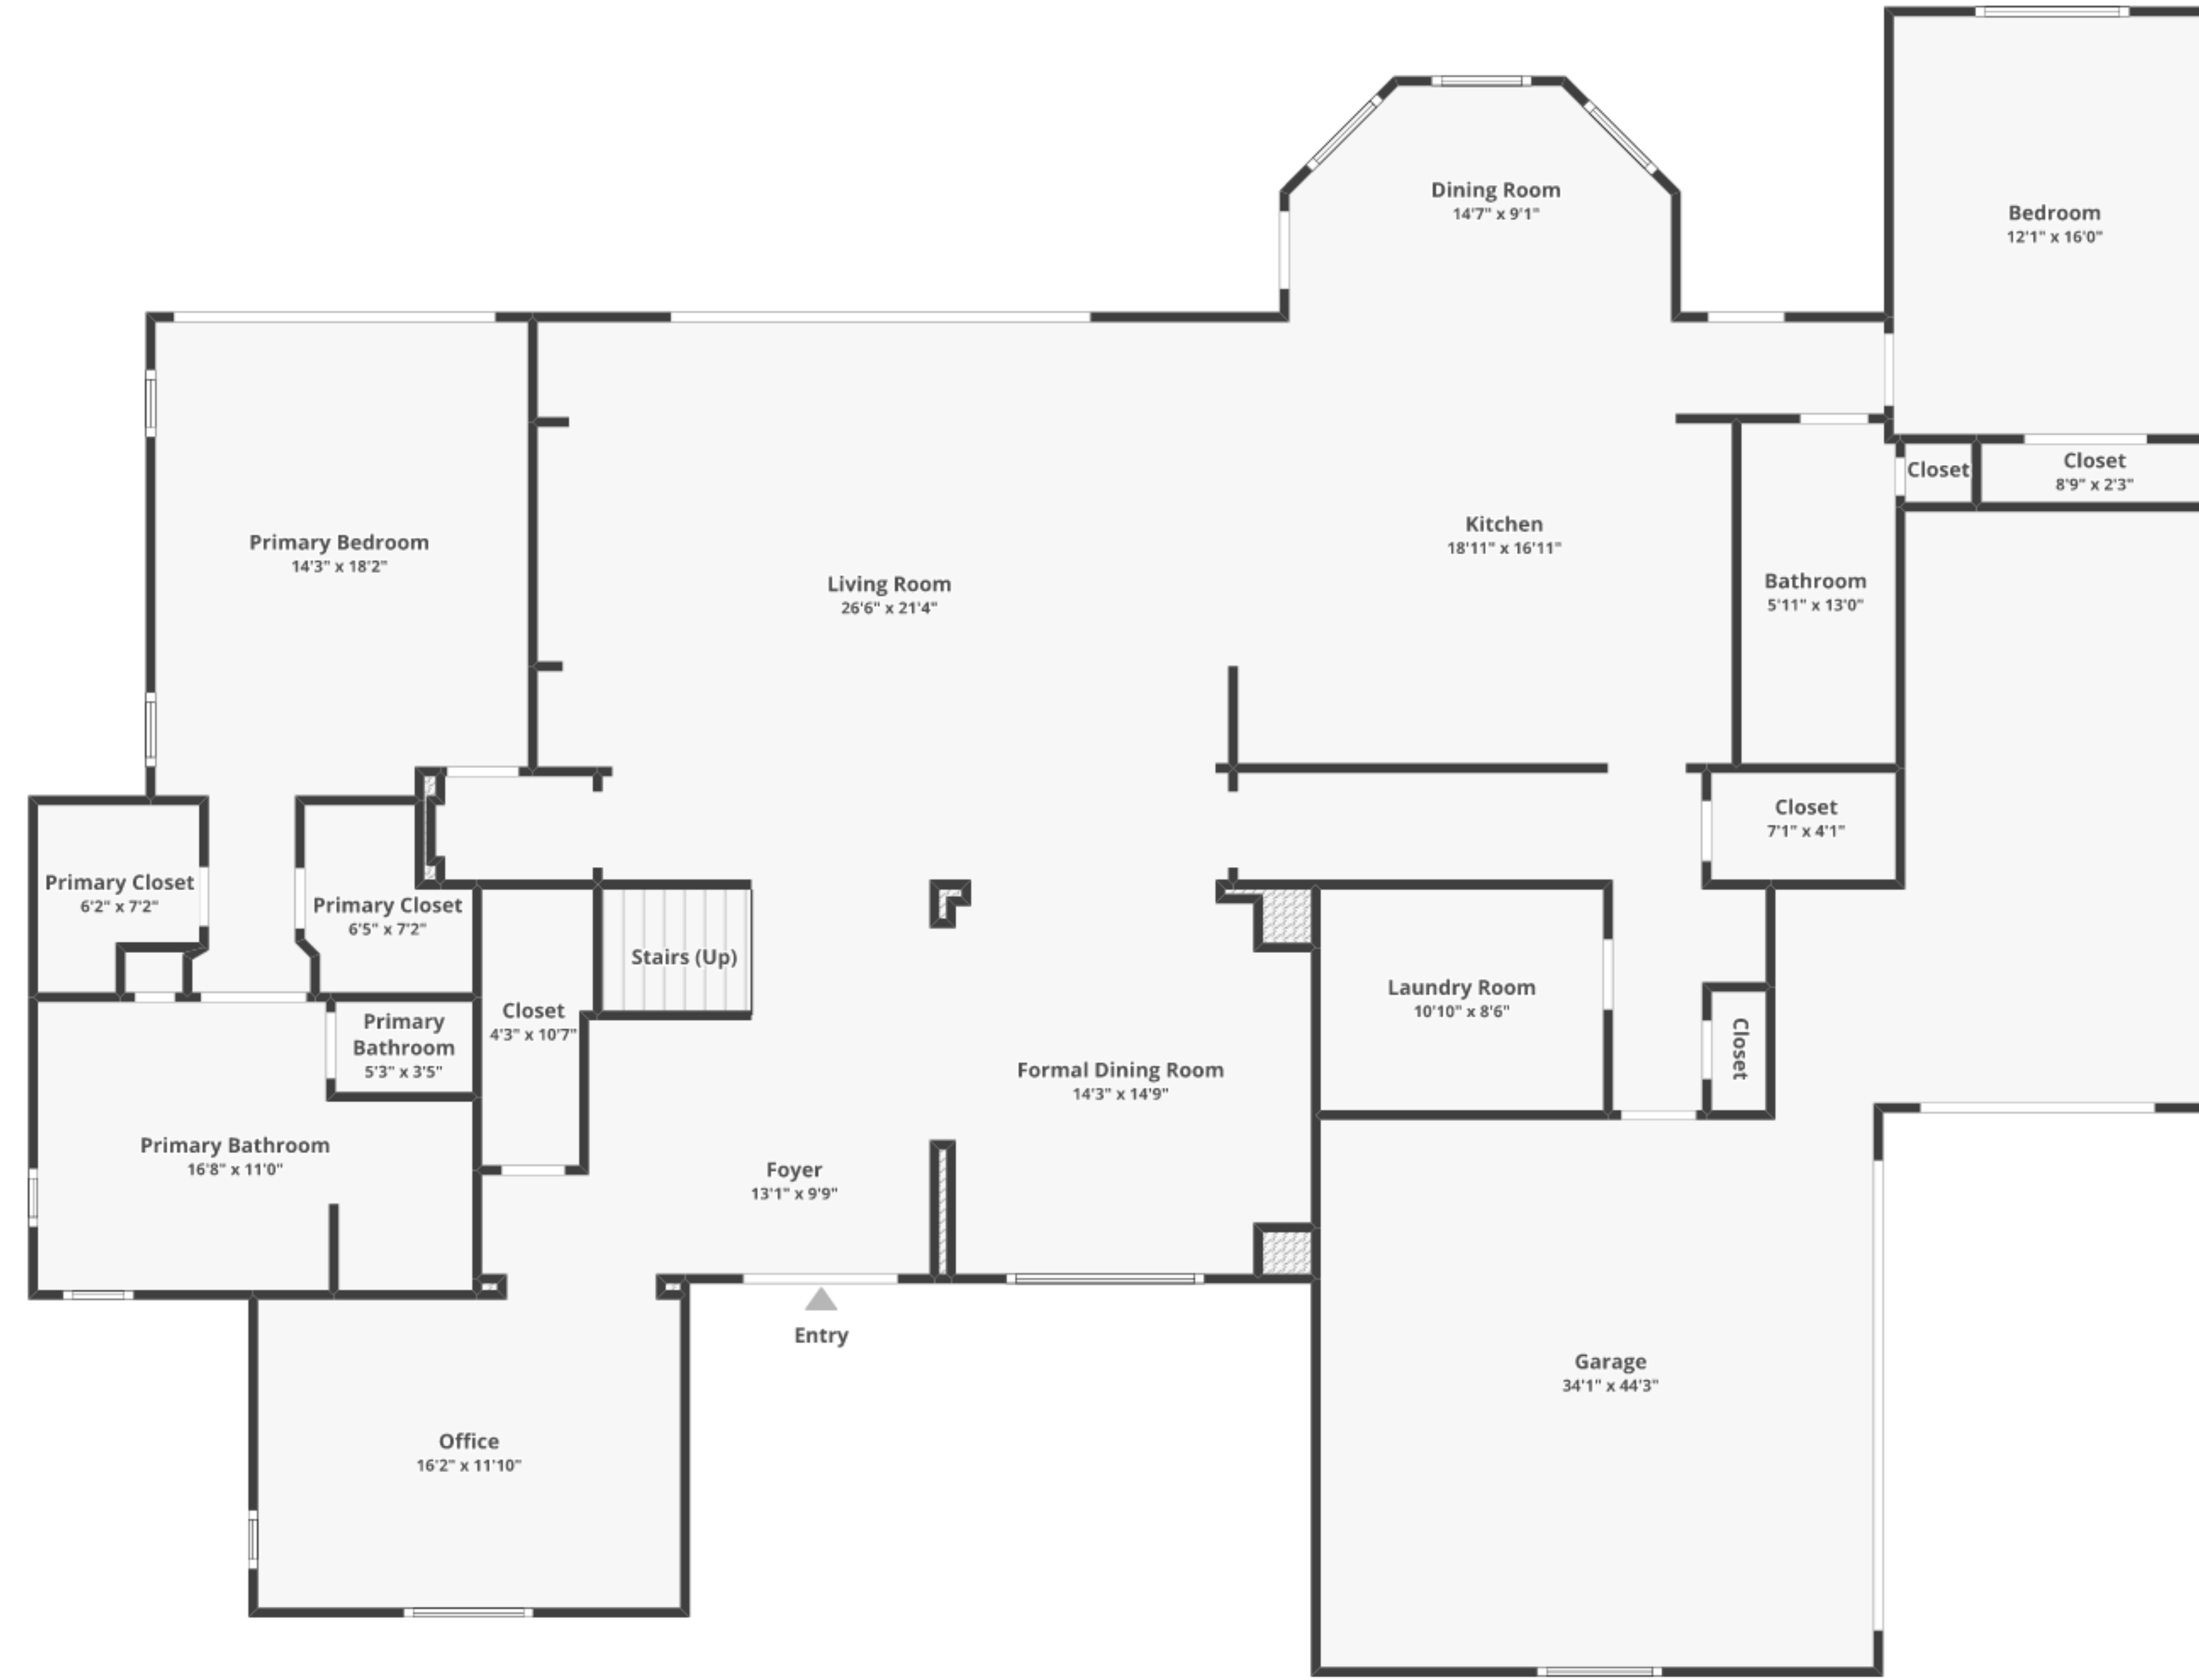 Dining Room
14'7" x 9'1"
Bedroom
12'1" x 16'0"
Closet
Closet
8'9" x 2'3"
Kitchen
18'11" x 16'11"
Primary Bedroom
14'3" x 18'2"
Living Room
26'6" x 21'4"
Bathroom
5'11" x 13'0"
Closet
7'1" x 4'1"
Primary Closet
6'2" x 7'2"
Primary Closet
6'5" x 7'2"
Stairs (Up)
Closet
4'3" x 10'7"
Primary
Bathroom
5'3" x 3'5"
Laundry Room
10'10" x 8'6"
Closet
Formal Dining Room
14'3" x 14'9"
Primary Bathroom
16'8" x 11'0"
Foyer
13'1" x 9'9"
Entry
Garage
34'1" x 44'3"
Office
16'2" x 11'10"